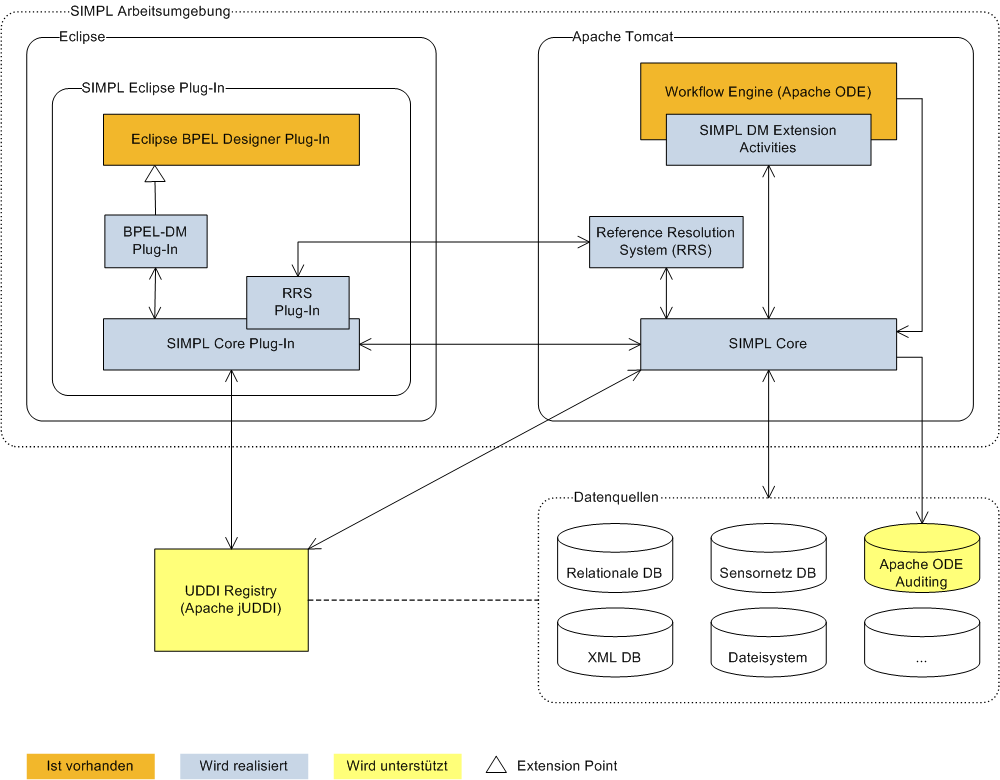 SIMPL Arbeitsumgebung
Eclipse
SIMPL Eclipse Plug-In
Eclipse BPEL Designer Plug-In
BPEL-DM
Plug-In
RRS
Plug-In
SIMPL Core Plug-In
Apache Tomcat
Workflow Engine (Apache ODE)
SIMPL DM Extension
Activities
Reference Resolution
System (RRS)
SIMPL Core
UDDI Registry
(Apache jUDDI)
Datenquellen
Relationale DB
Sensornetz DB
Apache ODE
Auditing
XML DB
Dateisystem
...
Ist vorhanden
Wird realisiert
Wird unterstützt
Extension Point